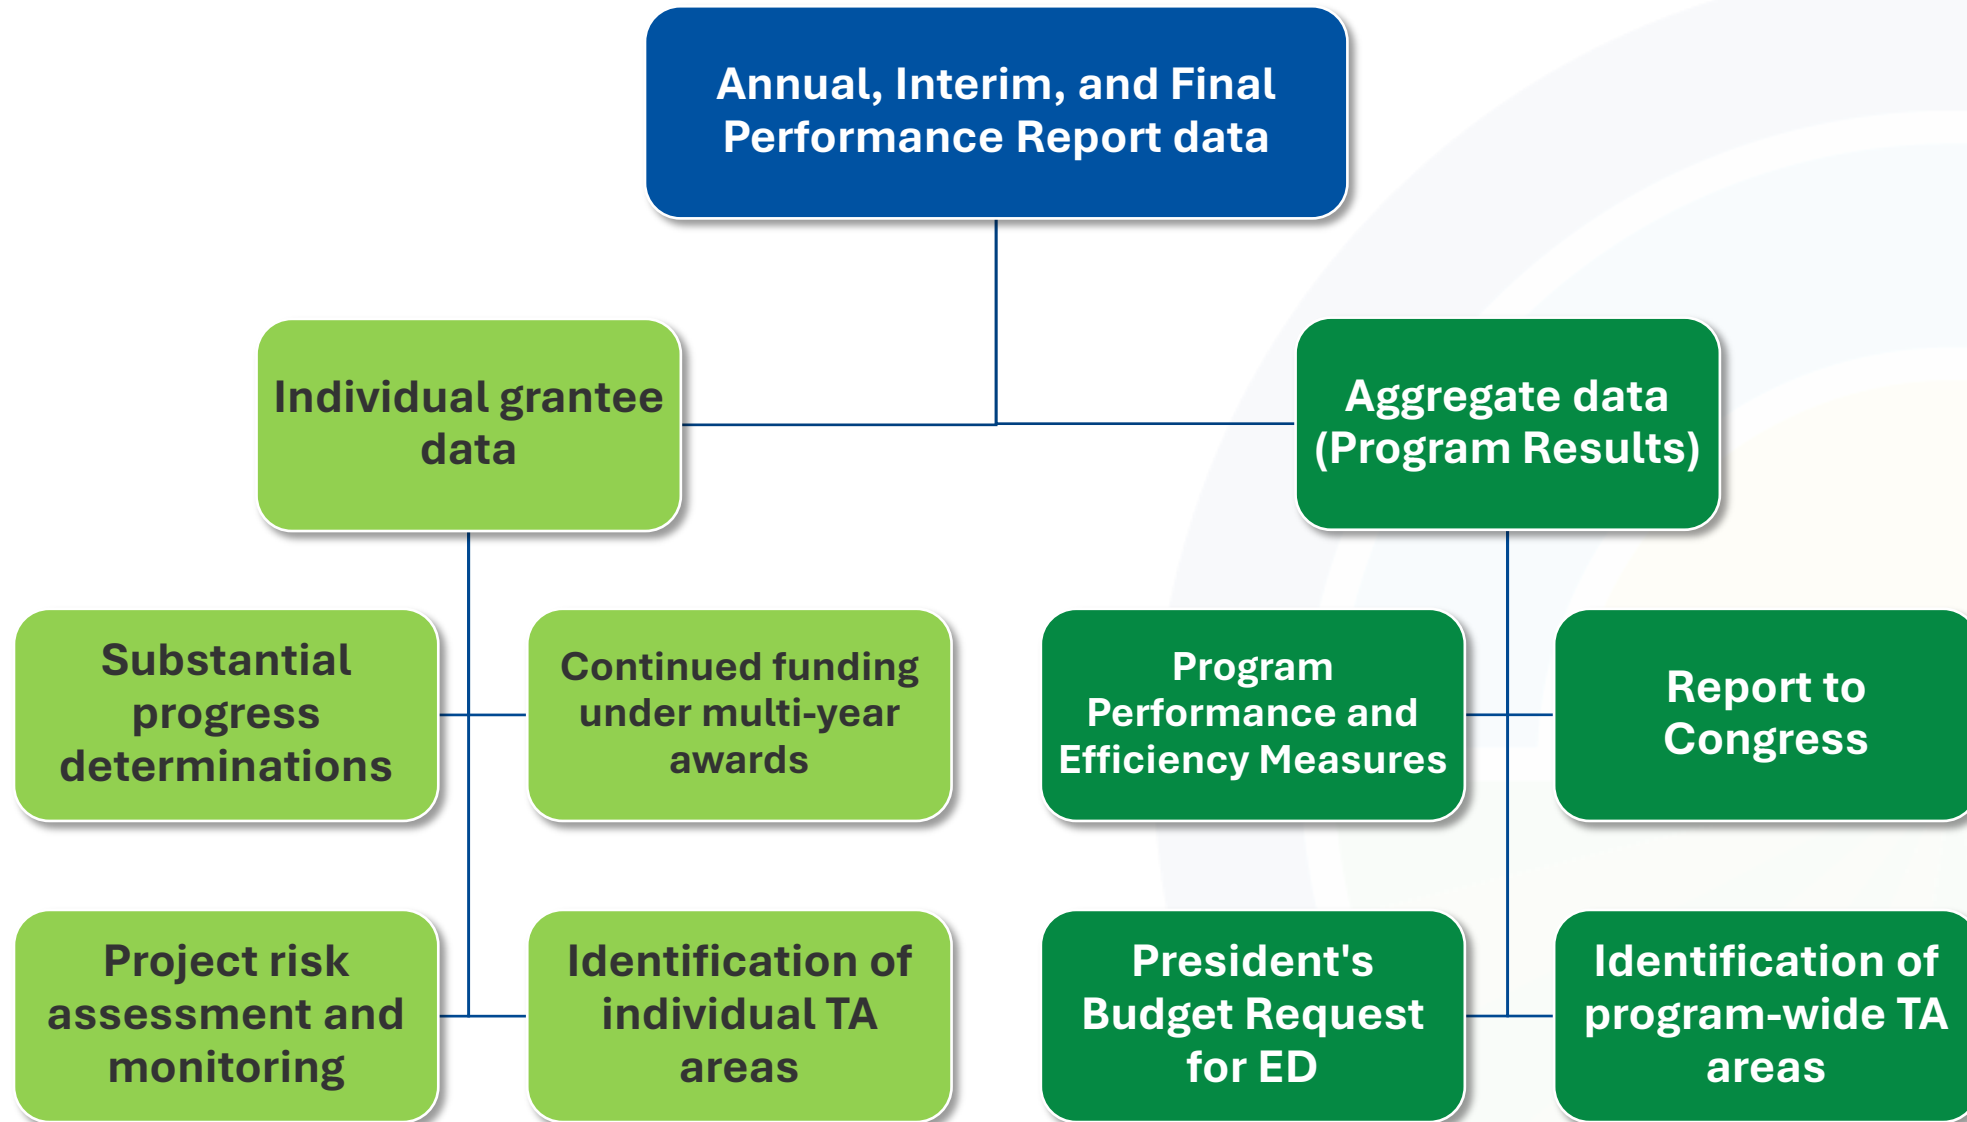 Annual, Interim, and Final
Performance Report data
Individual grantee
data
Aggregate data
(Program Results)
Substantial
progress
determinations
Continued funding
under multi-year
awards
Program
Performance and
Efficiency Measures
Report to
Congress
Project risk
assessment and
monitoring
Identification of
individual TA
areas
President's
Budget Request
for ED
Identification of
program-wide TA
areas